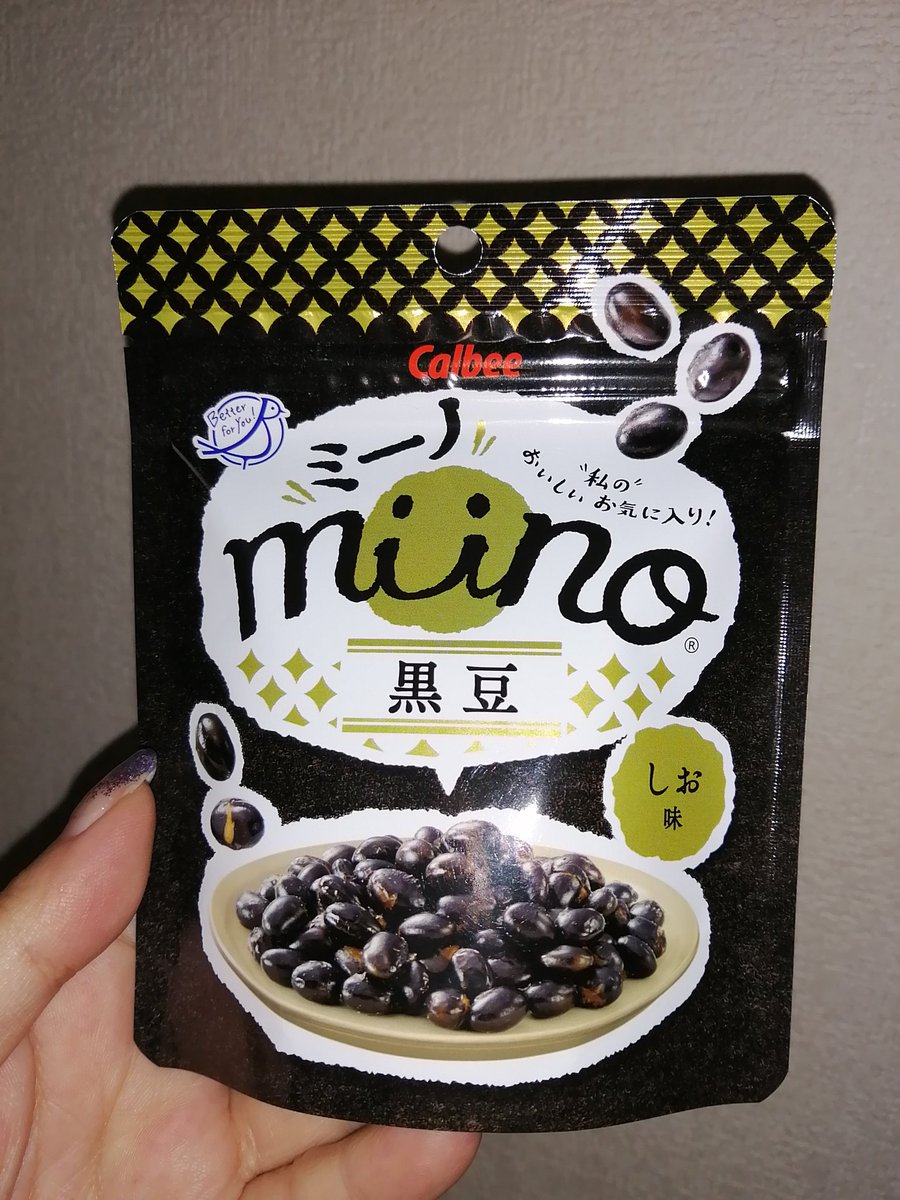 Calbee
Better
for You!
ミーノ
おいしい
"私の"
お気に入り!
miino
®
黒豆
しお
味